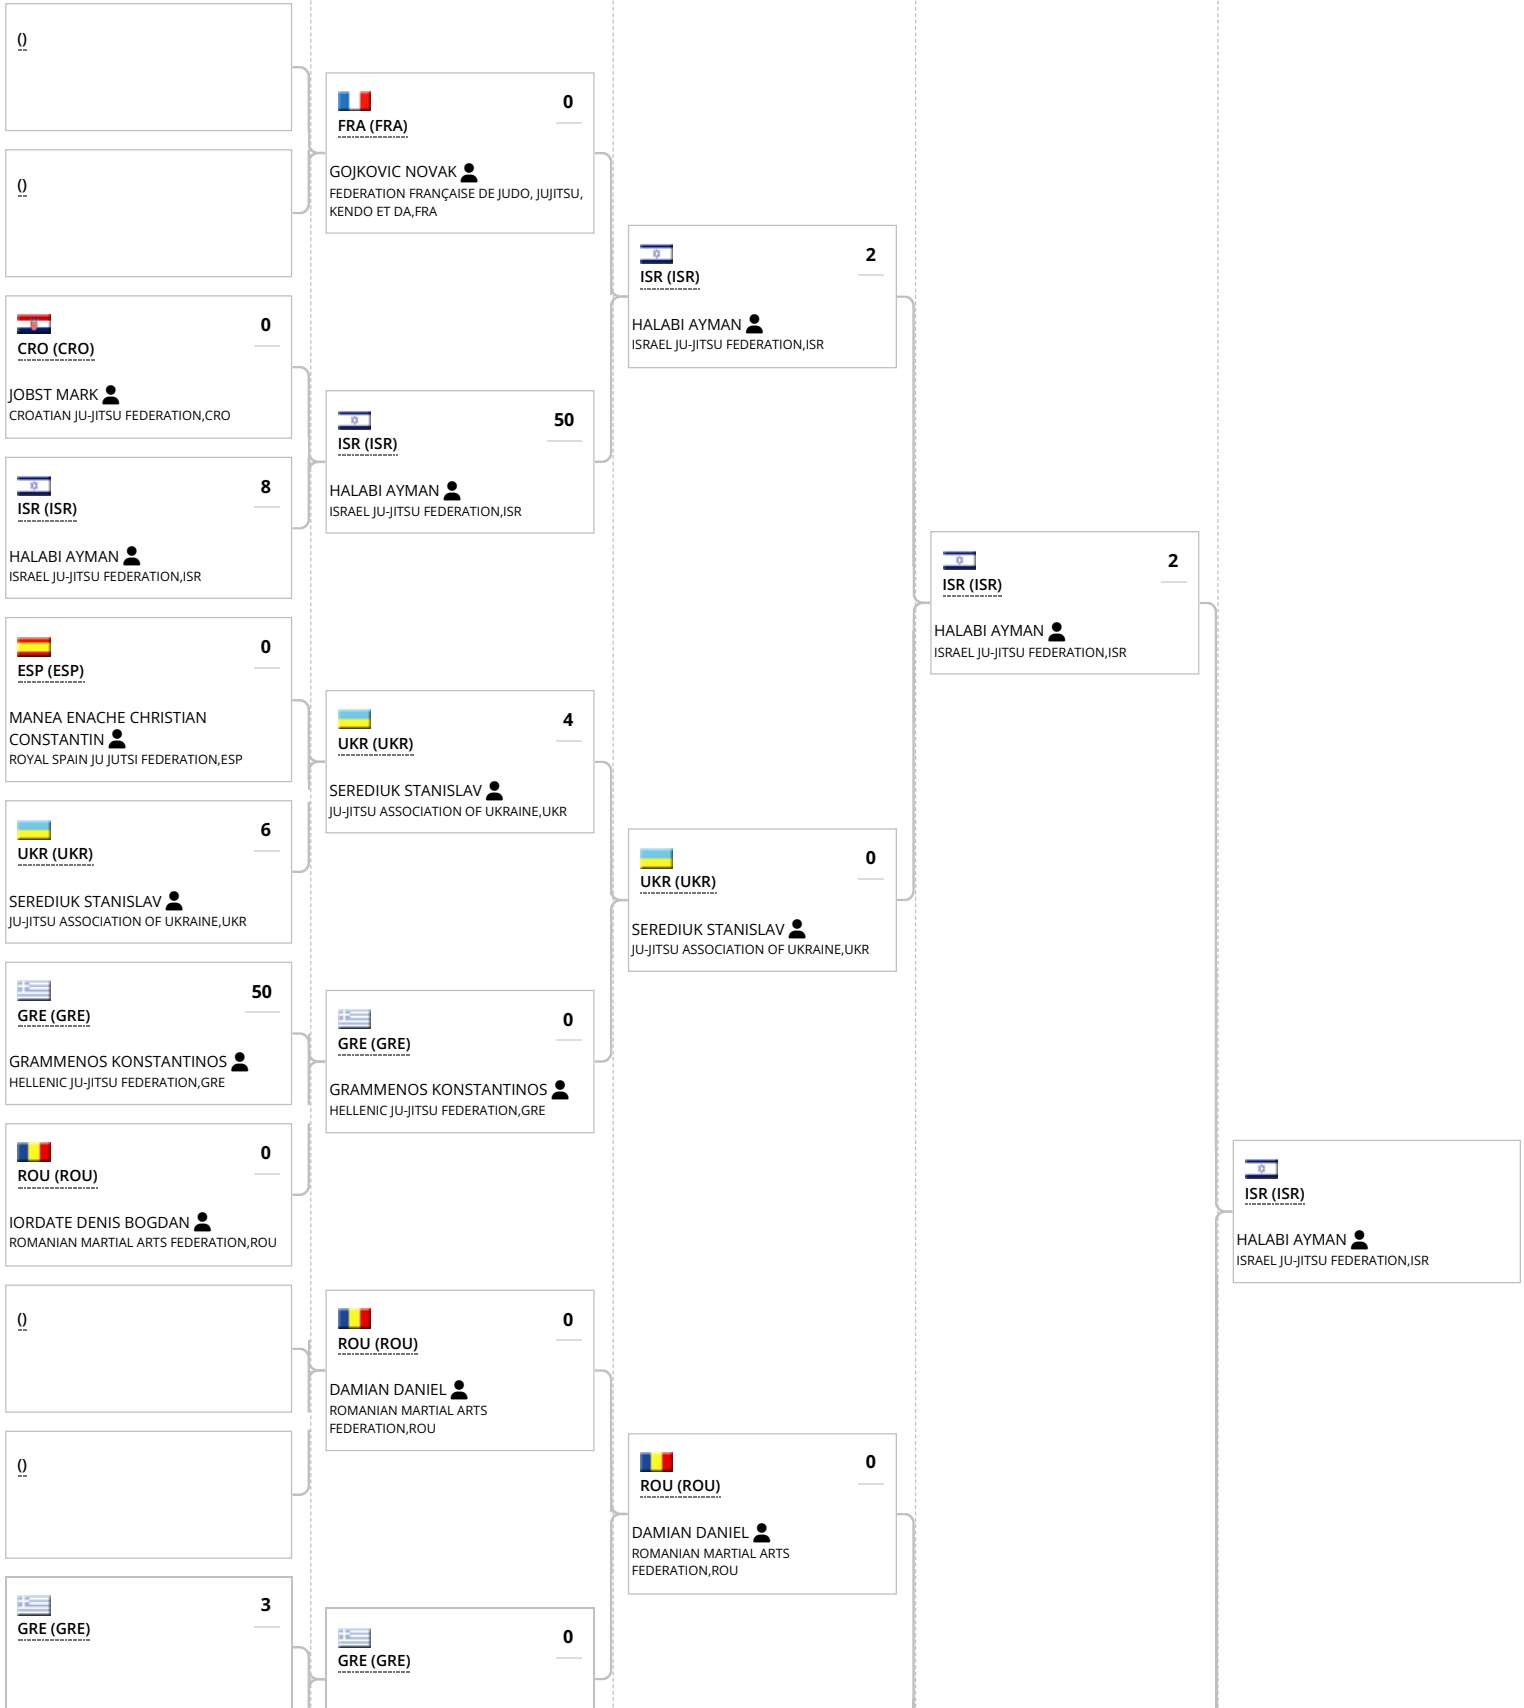 ()
()
CRO (CRO)
0
JOBST MARK
CROATIAN JU-JITSU FEDERATION,CRO
ISR (ISR)
8
HALABI AYMAN
ISRAEL JU-JITSU FEDERATION,ISR
ESP (ESP)
0
MANEA ENACHE CHRISTIAN
CONSTANTIN
ROYAL SPAIN JU JUTSI FEDERATION,ESP
UKR (UKR)
6
SEREDIUK STANISLAV
JU-JITSU ASSOCIATION OF UKRAINE,UKR
GRE (GRE)
50
GRAMMENOS KONSTANTINOS
HELLENIC JU-JITSU FEDERATION,GRE
ROU (ROU)
0
IORDATE DENIS BOGDAN
ROMANIAN MARTIAL ARTS FEDERATION,ROU
()
()
GRE (GRE)
3
FRA (FRA)
0
GOJKOVIC NOVAK
FEDERATION FRANÇAISE DE JUDO, JUJITSU,
KENDO ET DA,FRA
ISR (ISR)
50
HALABI AYMAN
ISRAEL JU-JITSU FEDERATION,ISR
UKR (UKR)
4
SEREDIUK STANISLAV
JU-JITSU ASSOCIATION OF UKRAINE,UKR
GRE (GRE)
0
GRAMMENOS KONSTANTINOS
HELLENIC JU-JITSU FEDERATION,GRE
ROU (ROU)
0
DAMIAN DANIEL
ROMANIAN MARTIAL ARTS
FEDERATION,ROU
GRE (GRE)
0
ISR (ISR)
2
HALABI AYMAN
ISRAEL JU-JITSU FEDERATION,ISR
UKR (UKR)
0
SEREDIUK STANISLAV
JU-JITSU ASSOCIATION OF UKRAINE,UKR
ROU (ROU)
0
DAMIAN DANIEL
ROMANIAN MARTIAL ARTS
FEDERATION,ROU
ISR (ISR)
2
HALABI AYMAN
ISRAEL JU-JITSU FEDERATION,ISR
ISR (ISR)
HALABI AYMAN
ISRAEL JU-JITSU FEDERATION,ISR